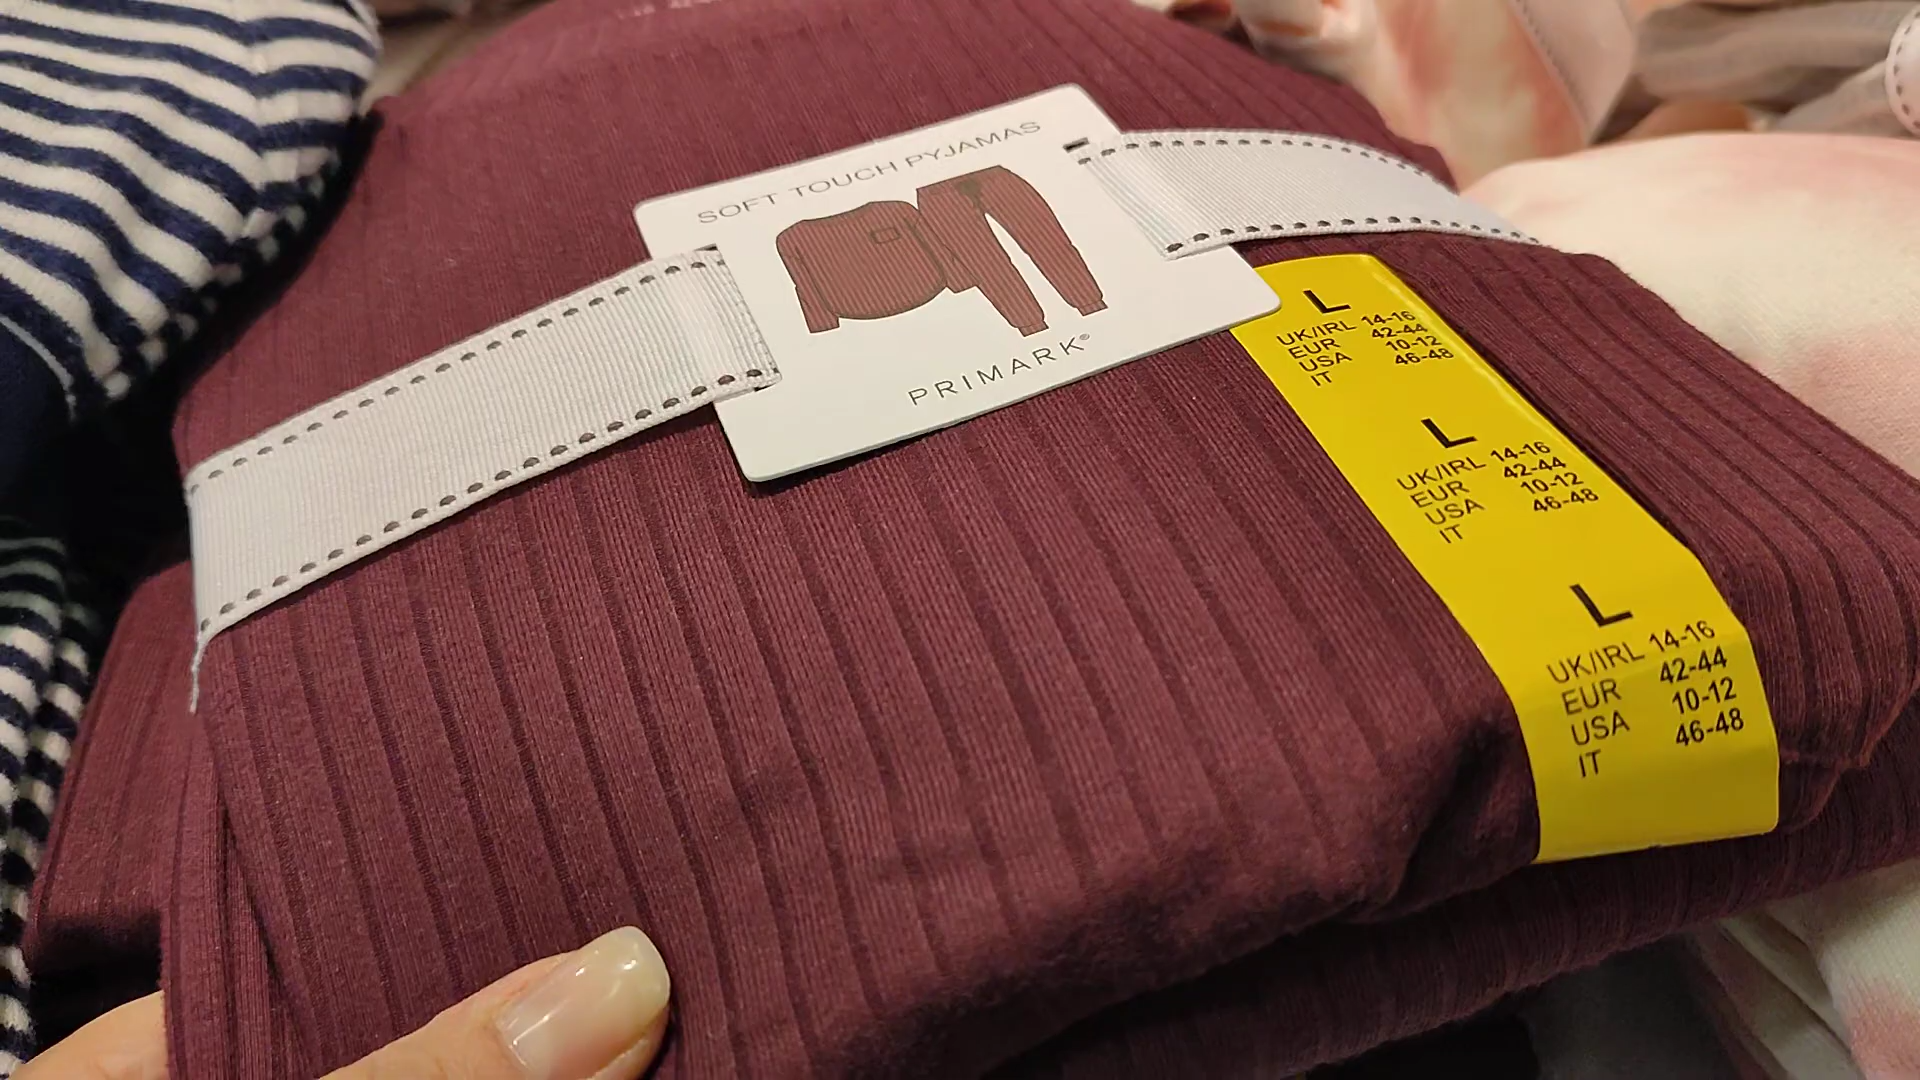 SOFT TOUCH PYJAMAS
PRIMARK®
L
UK/IRL 14-16
EUR 42-44
USA 10-12
IT 46-48
L
UK/IRL 14-16
EUR 42-44
USA 10-12
IT 46-48
L
UK/IRL 14-16
EUR 42-44
USA 10-12
IT 46-48